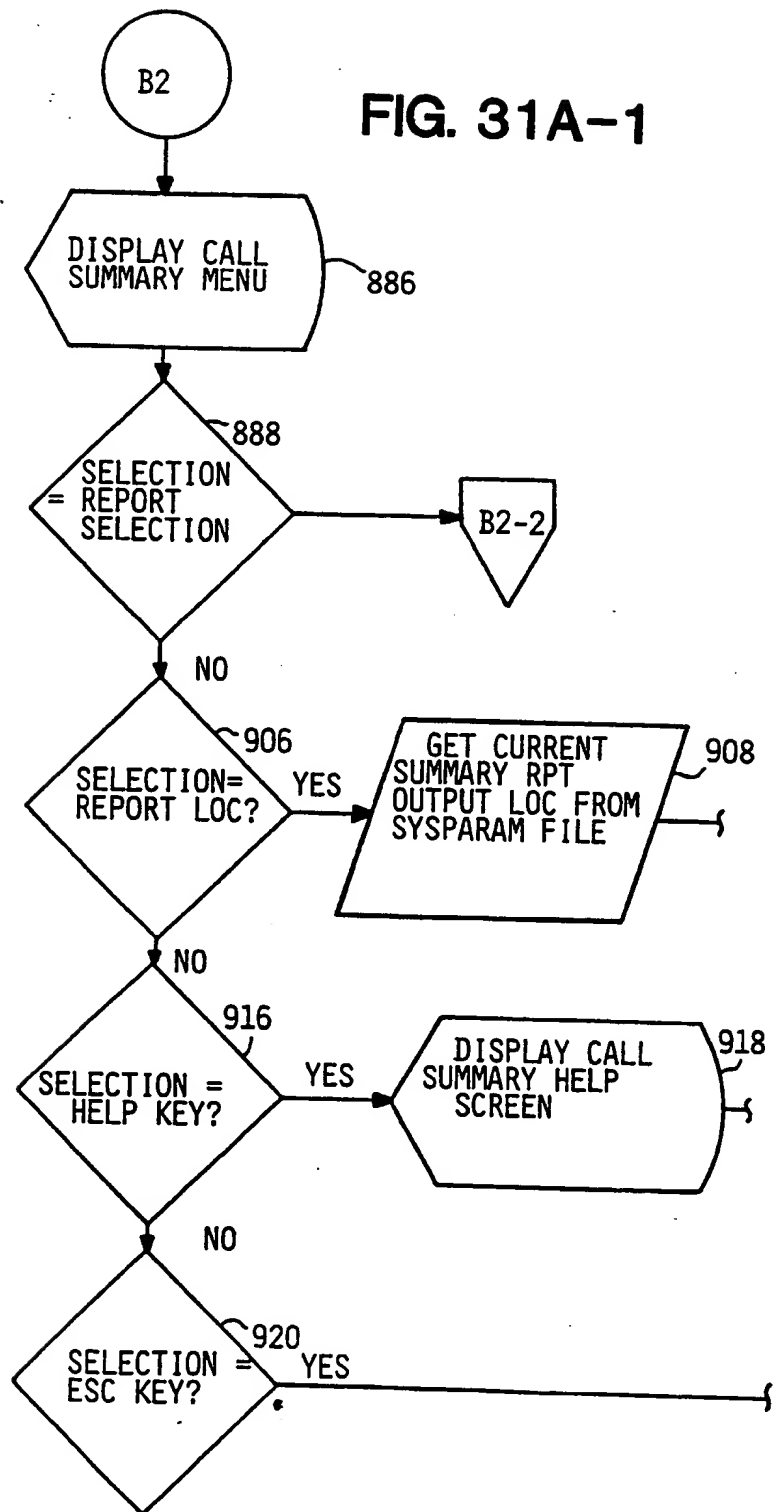 B2
FIG. 31A-1
DISPLAY CALL
SUMMARY MENU
886
888
SELECTION
= REPORT
SELECTION
B2-2
NO
906
SELECTION=
REPORT LOC?
YES
GET CURRENT
SUMMARY RPT
OUTPUT LOC FROM
SYSPARAM FILE
908
NO
916
SELECTION =
HELP KEY?
YES
DISPLAY CALL
SUMMARY HELP
SCREEN
918
NO
920
SELECTION =
ESC KEY?
YES